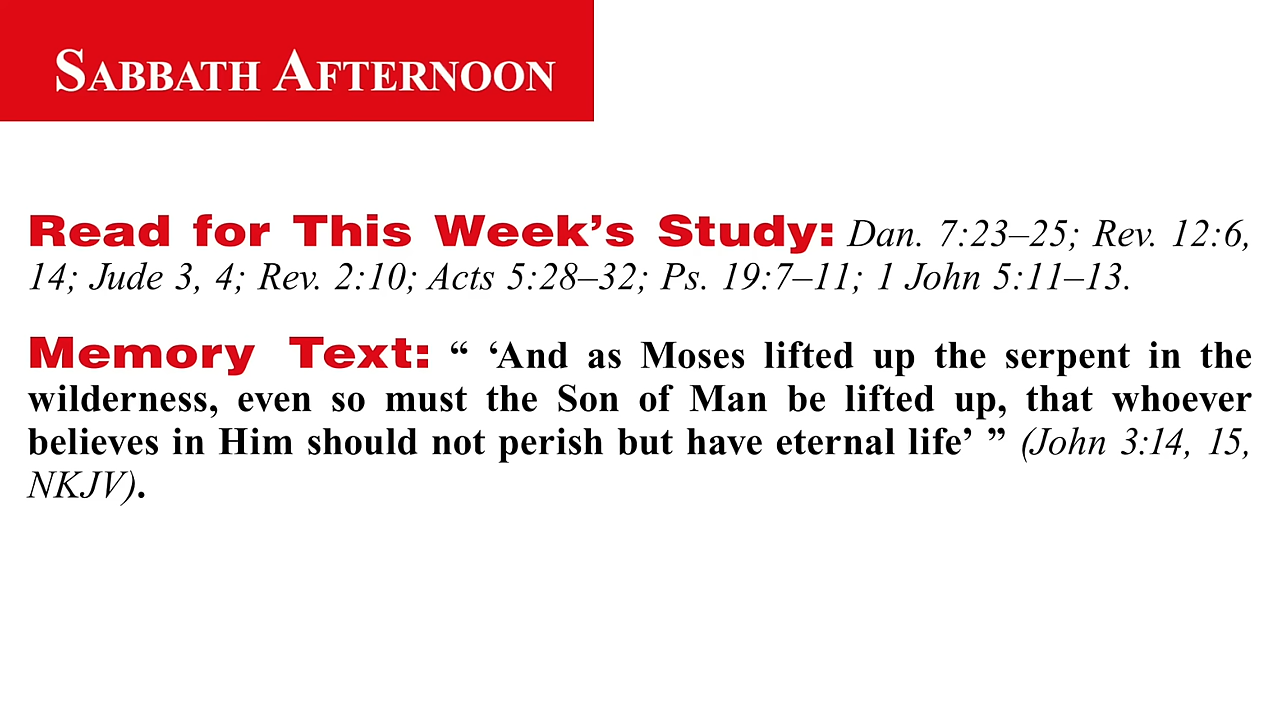 SABBATH AFTERNOON
Read for This Week’s Study: Dan. 7:23–25; Rev. 12:6,
14; Jude 3, 4; Rev. 2:10; Acts 5:28–32; Ps. 19:7–11; 1 John 5:11–13.
Memory Text: “ ‘And as Moses lifted up the serpent in the
wilderness, even so must the Son of Man be lifted up, that whoever
believes in Him should not perish but have eternal life’ ” (John 3:14, 15,
NKJV).